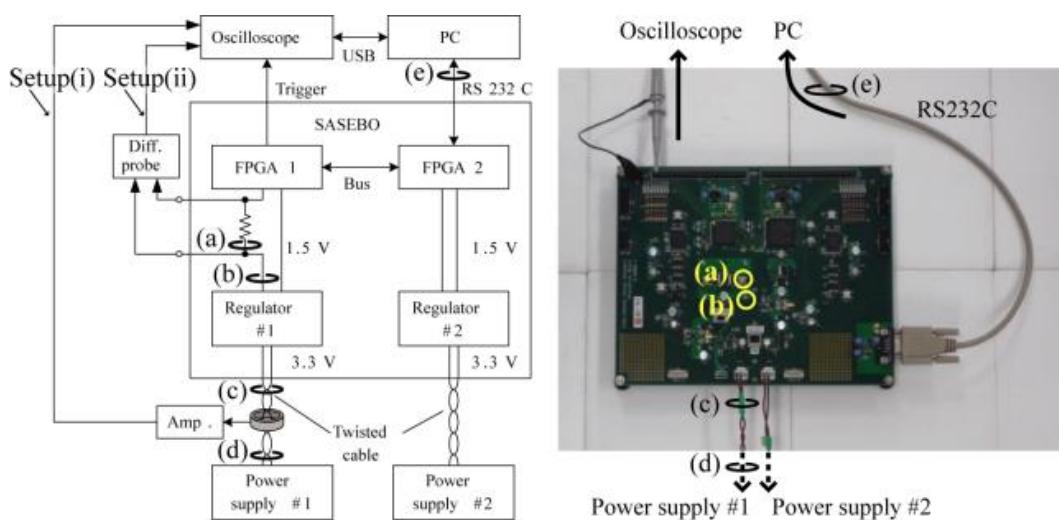 Oscilloscope
PC
USB
(e)
Setup(i)
Setup(ii)
Trigger
RS 232 C
SASEBO
Diff.
probe
FPGA 1
FPGA 2
Bus
(a)
1.5 V
1.5 V
(b)
Regulator
#1
Regulator
#2
3.3 V
3.3 V
(c)
Amp .
Twisted
cable
(d)
Power
supply #1
Power
supply #2
Oscilloscope
PC
(e)
RS232C
(a)
(b)
(c)
(d)
Power supply #1
Power supply #2